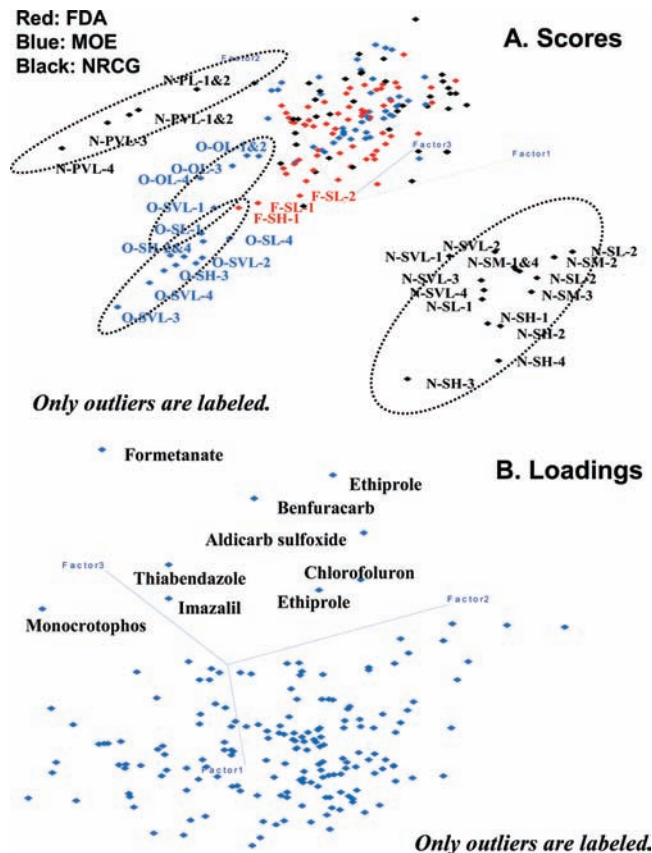 Red: FDA
Blue: MOE
Black: NRCG
A. Scores
Factor2
N-PL-1&2
N-PVL-1&2
N-PVL-3
N-PVL-4
O-OL-1&2
O-OL-3
O-OL-4
Factor3
Factor1
F-SL-2
F-SL-1
F-SH-1
O-SVL-1
O-SL-1
O-SL-4
O-SH-2&4
O-SVL-2
O-SH-3
O-SVL-4
O-SVL-3
N-SVL-2
N-SL-2
N-SVL-1
N-SM-1&4
N-SM-2
N-SVL-3
N-SL-2
N-SVL-4
N-SM-3
N-SL-1
N-SH-1
N-SH-2
N-SH-4
N-SH-3
Only outliers are labeled.
B. Loadings
Formetanate
Ethiprole
Benfuracarb
Aldicarb sulfoxide
Factor3
Thiabendazole
Chlorofoluron
Imazalil
Ethiprole
Factor2
Monocrotophos
Factor1
Only outliers are labeled.